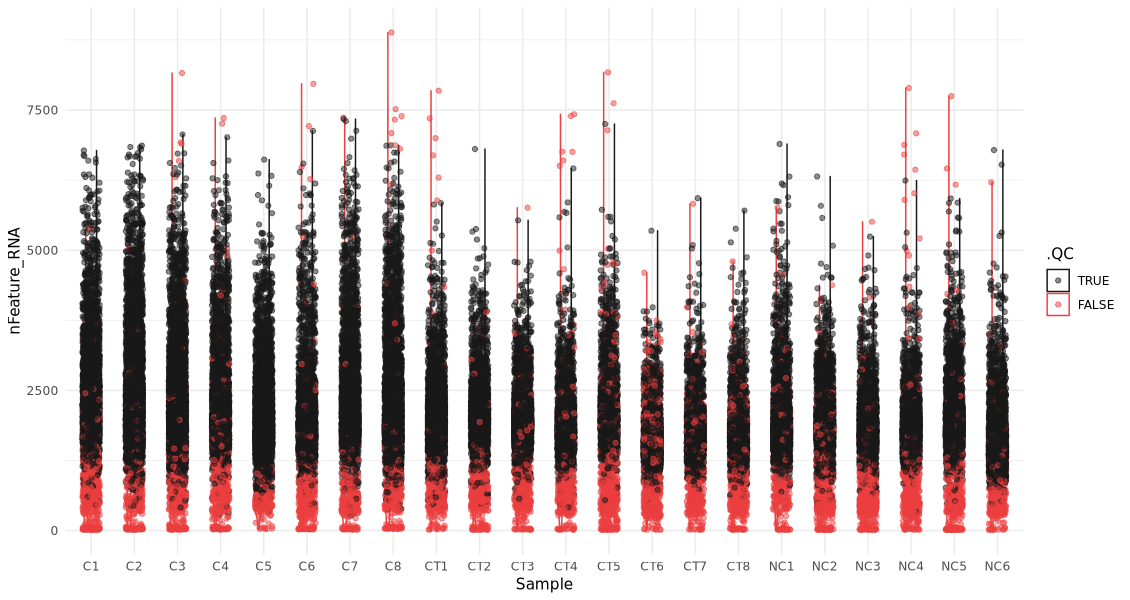 nFeature_RNA
7500
5000
2500
0
C1 C2 C3 C4 C5 C6 C7 C8 CT1 CT2 CT3 CT4 CT5 CT6 CT7 CT8 NC1 NC2 NC3 NC4 NC5 NC6
Sample
.QC
TRUE
FALSE